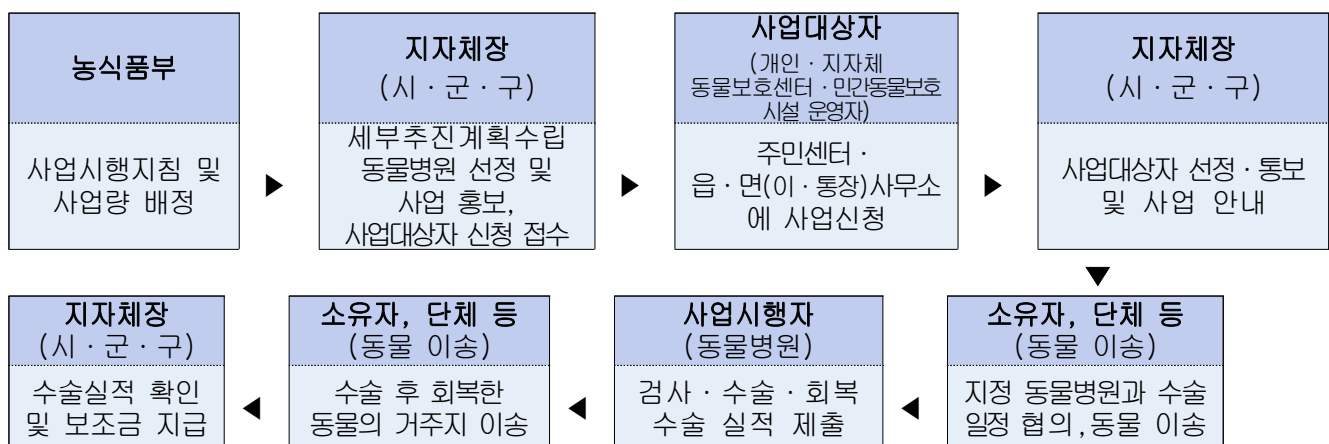 농식품부
사업시행지침 및
사업량 배정
▶
지자체장
(시 · 군 · 구)
세부추진계획수립
동물병원 선정 및
사업 홍보,
사업대상자 신청 접수
▶
사업대상자
(개인 · 지자체
동물보호센터 · 민간동물보호
시설 운영자)
주민센터 ·
읍 · 면(이 · 통장)사무소
에 사업신청
▶
지자체장
(시 · 군 · 구)
사업대상자 선정 · 통보
및 사업 안내
▼
소유자, 단체 등
(동물 이송)
지정 동물병원과 수술
일정 협의, 동물 이송
◀
사업시행자
(동물병원)
검사 · 수술 · 회복
수술 실적 제출
◀
소유자, 단체 등
(동물 이송)
수술 후 회복한
동물의 거주지 이송
◀
지자체장
(시 · 군 · 구)
수술실적 확인
및 보조금 지급